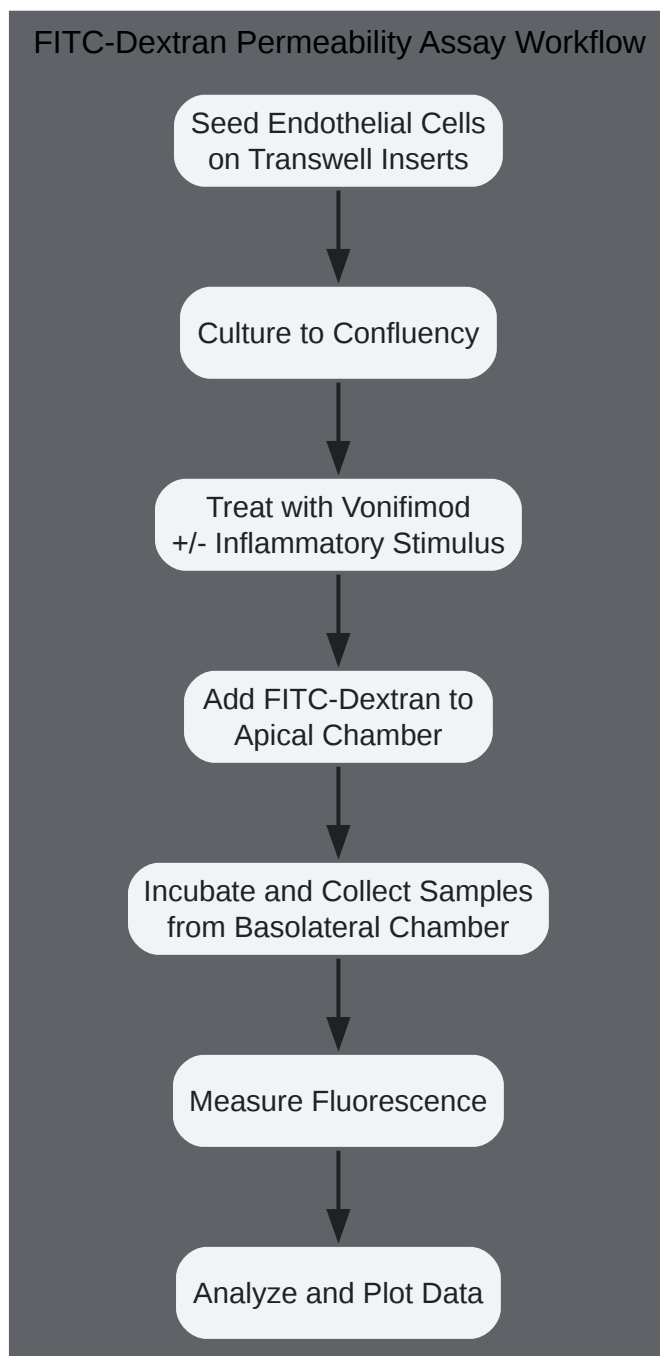 FITC-Dextran Permeability Assay Workflow
Seed Endothelial Cells
on Transwell Inserts
Culture to Confluency
Treat with Vonifimod
+/- Inflammatory Stimulus
Add FITC-Dextran to
Apical Chamber
Incubate and Collect Samples
from Basolateral Chamber
Measure Fluorescence
Analyze and Plot Data